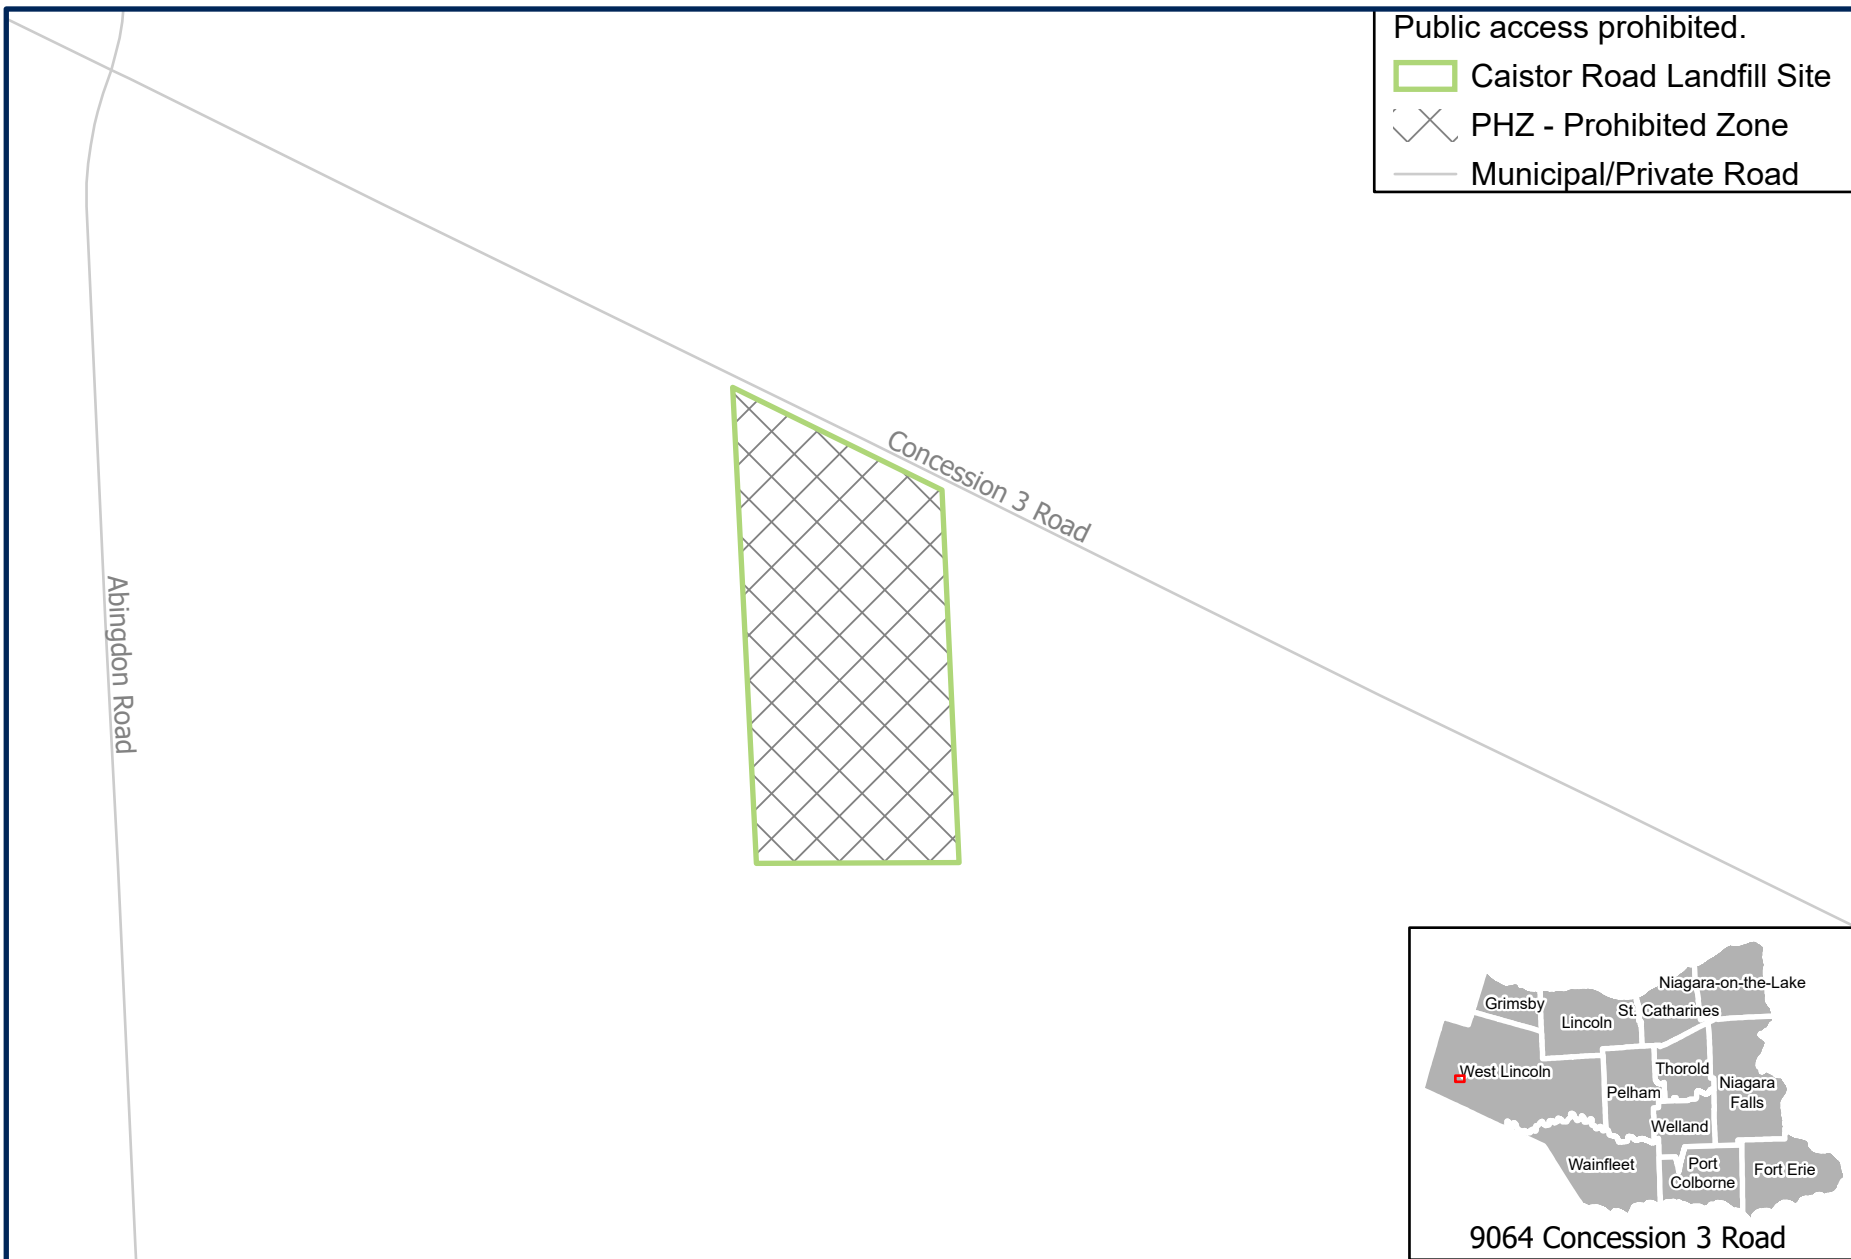 Public access prohibited.
Caistor Road Landfill Site
PHZ - Prohibited Zone
Municipal/Private Road
Concession 3 Road
Abingdon Road
Niagara-on-the-Lake
Grimsby
St. Catharines
Lincoln
West Lincoln
Thorold
Pelham
Niagara
Falls
Welland
Wainfleet
Port
Colborne
Fort Erie
9064 Concession 3 Road